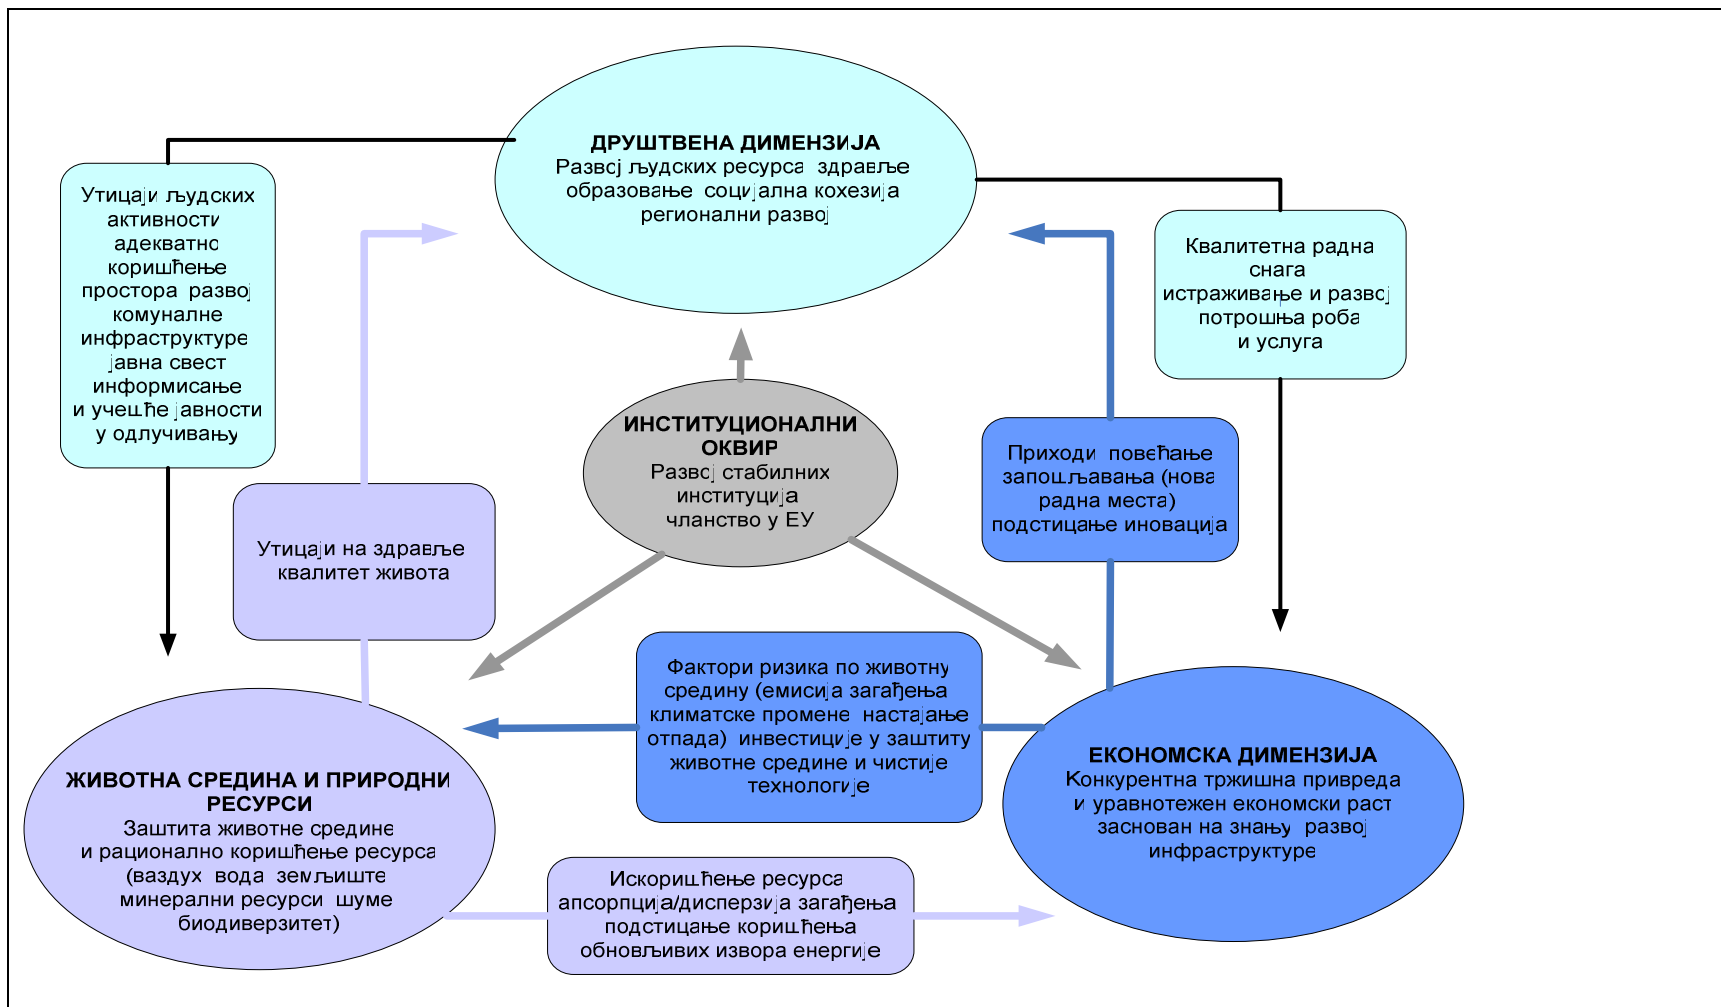 ДРУШТВЕНА ДИМЕНЗИЈА
Развој људских ресурса здравље
образовање социјална кохезија
регионални развој
Утицаји људских
активности
адекватно
коришћење
простора развој
комуналне
инфраструктуре
јавна свест
информисање
и учешће јавности
у одлучивању
Квалитетна радна
снага
истраживање и развој
потрошња роба
и услуга
ИНСТИТУЦИОНАЛНИ
ОКВИР
Развој стабилних
институција
чланство у ЕУ
Приходи повећање
запошљавања (нова
радна места)
подстицање иновација
Утицаји на здравље
квалитет живота
Фактори ризика по животну
средину (емисија загађења
климатске промене настајање
отпада) инвестиције у заштиту
животне средине и чистије
технологије
ЖИВОТНА СРЕДИНА И ПРИРОДНИ
РЕСУРСИ
Заштита животне средине
и рационално коришћење ресурса
(ваздух вода земљиште
минерални ресурси шуме
биодиверзитет)
ЕКОНОМСКА ДИМЕНЗИЈА
Конкурентна тржишна привреда
и уравнотежен економски раст
заснован на знању развој
инфраструктуре
Искоришћење ресурса
апсорпција/дисперзија загађења
подстицање коришћења
обновљивих извора енергије